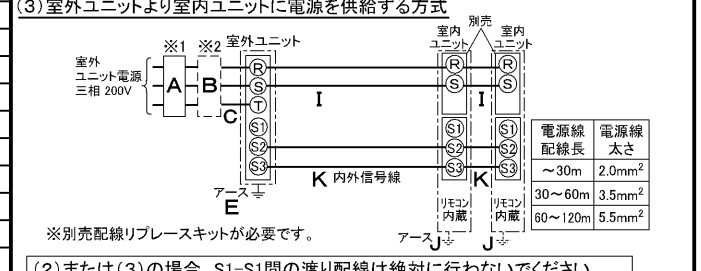 (3)室外ユニットより室内ユニットに電源を供給する方式
別売
※1 ※2 室外ユニット
室内
ユニット
室内
ユニット
室外
ユニット電源
三相 200V
A
B
C
R
S
T
S1
S2
S3
I
R
S
S1
S2
S3
I
R
S
S1
S2
S3
K 内外信号線
K
アース
E
リモコン
内蔵
リモコン
内蔵
アース
J
J
電源線
配線長
電源線
太さ
~30m 2.0mm²
30~60m 3.5mm²
60~120m 5.5mm²
※別売配線リプレースキットが必要です。
(2)または(3)の場合、S1-S1間の渡り配線は絶対に行わないでください